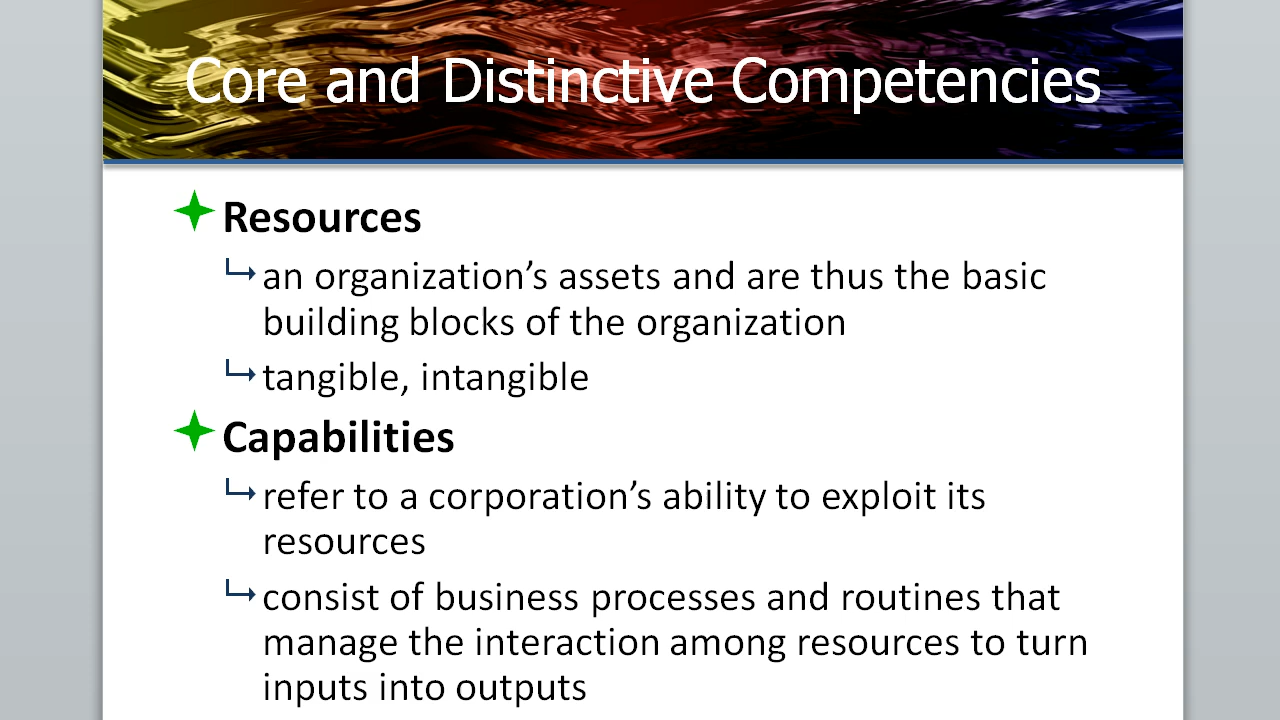 Core and Distinctive Competencies
Resources
an organization’s assets and are thus the basic
building blocks of the organization
tangible, intangible
Capabilities
refer to a corporation’s ability to exploit its
resources
consist of business processes and routines that
manage the interaction among resources to turn
inputs into outputs